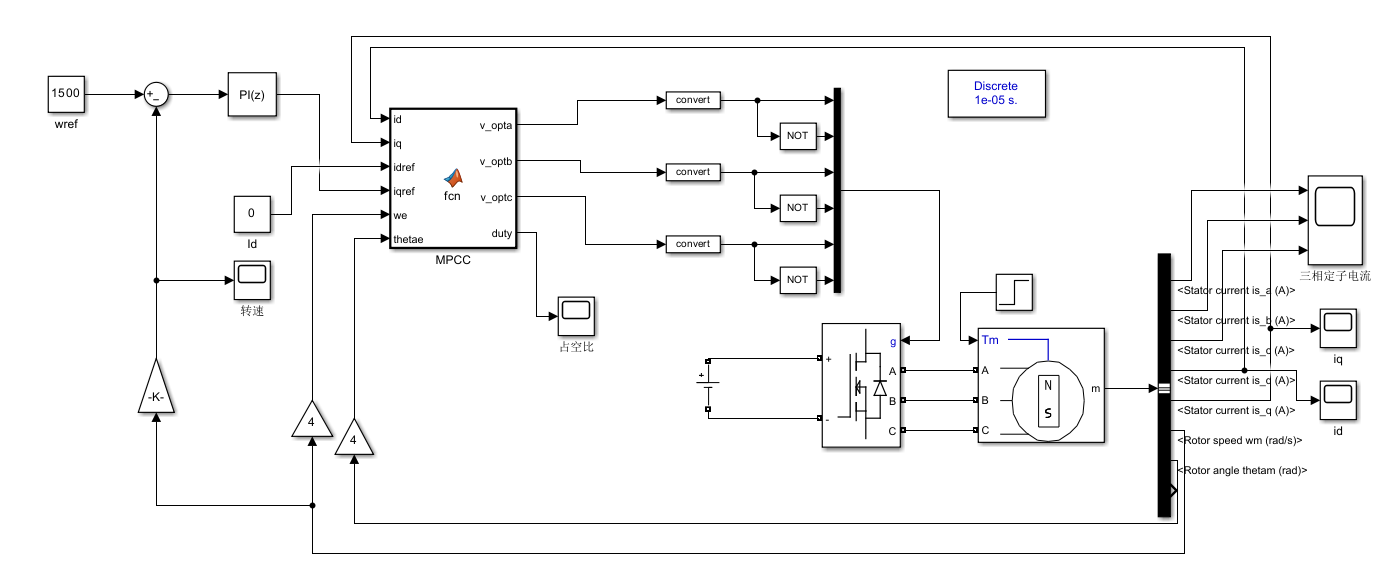 1500
wref
+
−
PI(z)
0
Id
转速
-K-
4
4
id
iq
idref
iqref
we
thetae
fcn
v_opta
v_optb
v_optc
duty
MPCC
占空比
convert
NOT
convert
NOT
convert
NOT
Discrete
1e-05 s.
+
+
-
g
A
B
C
Tm
A
B
C
N
S
m
<Stator current is_a (A)>
<Stator current is_b (A)>
<Stator current is_c (A)>
<Stator current is_d (A)>
<Stator current is_q (A)>
<Rotor speed wm (rad/s)>
<Rotor angle thetam (rad)>
三相定子电流
iq
id